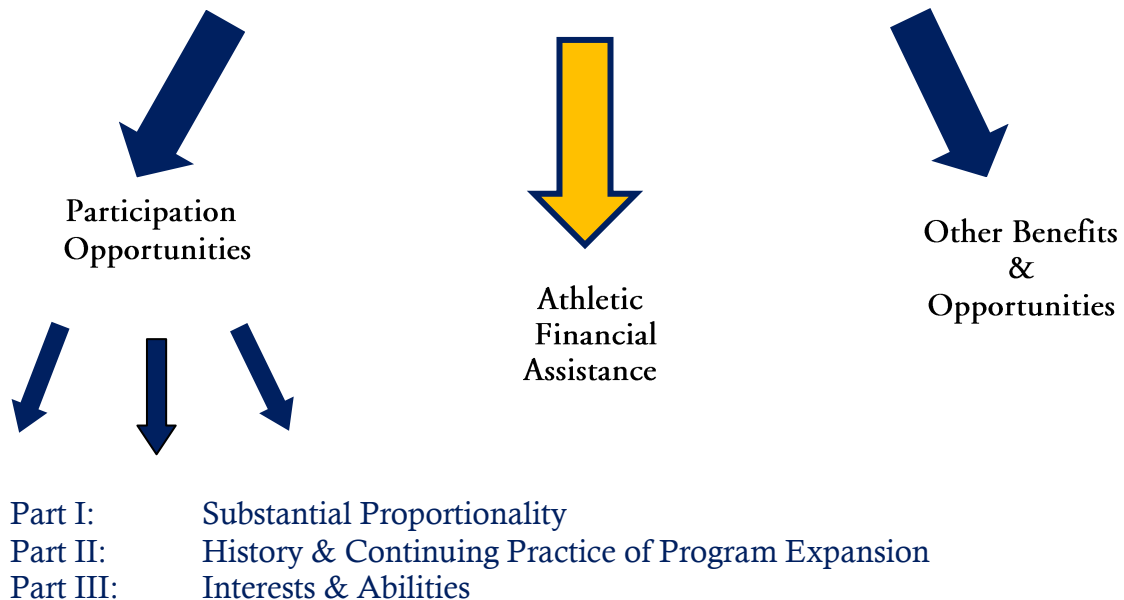 Participation
Opportunities
Athletic
Financial
Assistance
Other Benefits
&
Opportunities
Part I: Substantial Proportionality
Part II: History & Continuing Practice of Program Expansion
Part III: Interests & Abilities